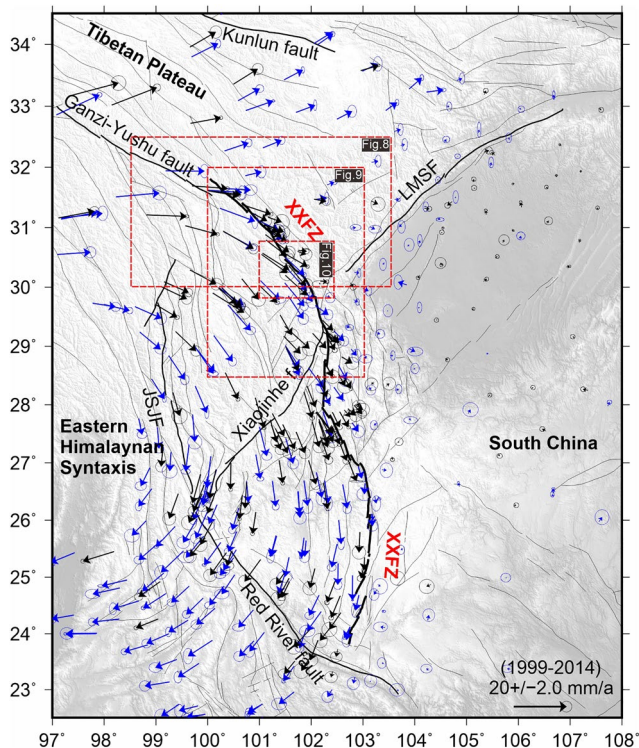 34°
33°
32°
31°
30°
29°
28°
27°
26°
25°
24°
23°
Kunlun fault
Tibetan Plateau
Ganzi-Yushu fault
Fig.8
Fig.9
LMSF
XXFZ
Fig.10
JSJF
Xiaojinhe f.
Eastern
Himalaynan
Syntaxis
South China
XXFZ
Red River fault
(1999-2014)
20+/−2.0 mm/a
97° 98° 99° 100° 101° 102° 103° 104° 105° 106° 107° 108°